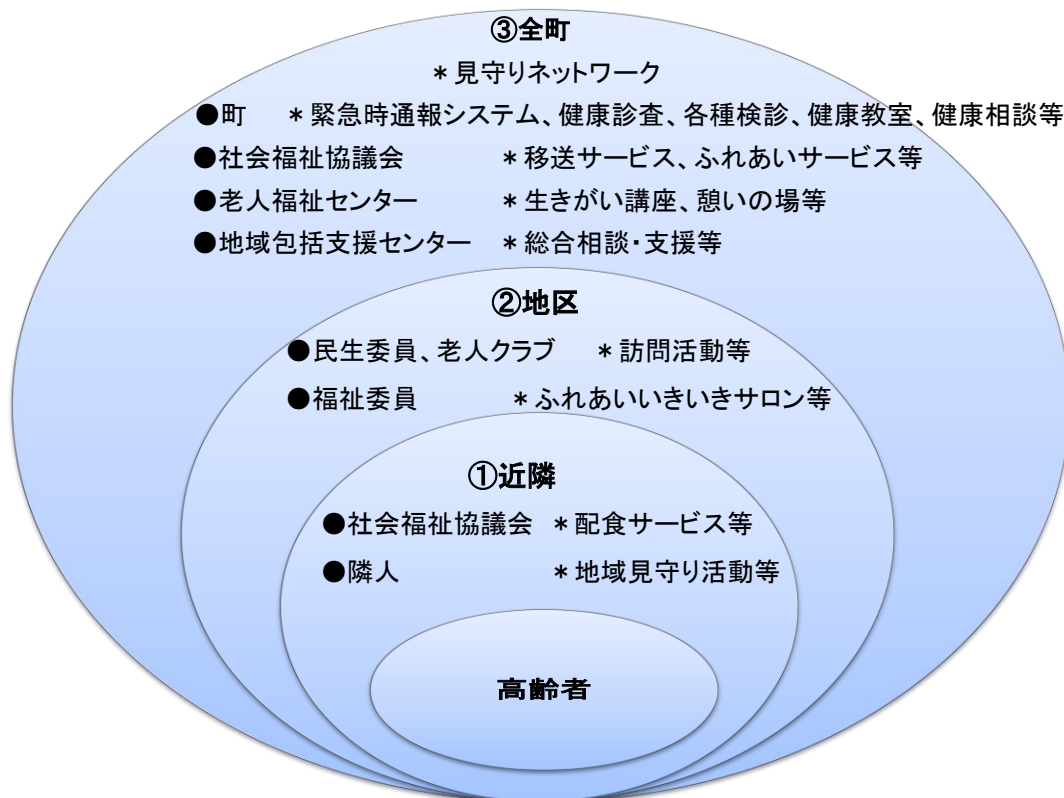 ③全町
＊見守りネットワーク
●町　＊緊急時通報システム、健康診査、各種検診、健康教室、健康相談等
●社会福祉協議会　＊移送サービス、ふれあいサービス等
●老人福祉センター　＊生きがい講座、憩いの場等
●地域包括支援センター　＊総合相談・支援等
②地区
●民生委員、老人クラブ　＊訪問活動等
●福祉委員　＊ふれあいいきいきサロン等
①近隣
●社会福祉協議会　＊配食サービス等
●隣人　＊地域見守り活動等
高齢者